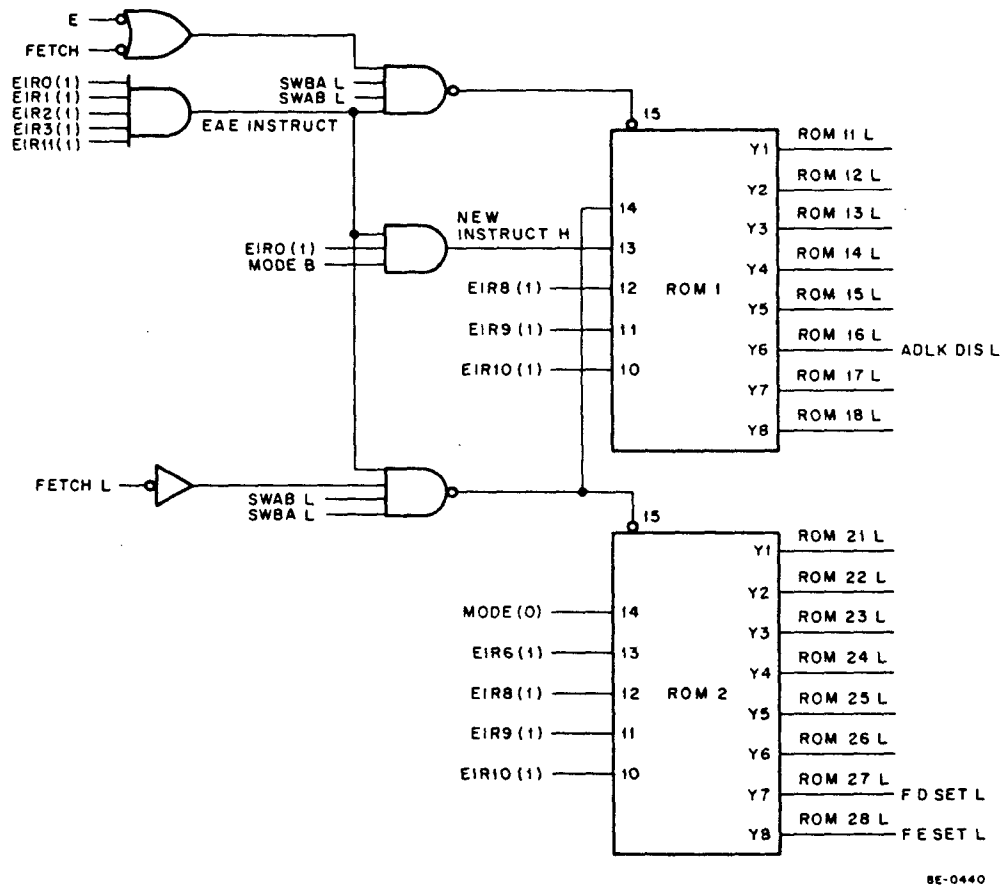 E
FETCH
EIR0(1)
EIR1(1)
EIR2(1)
EIR3(1)
EIR11(1)
EAE INSTRUCT
SWBA L
SWAB L
15
NEW
INSTRUCT H
EIR0(1)
MODE B
EIR8(1)
EIR9(1)
EIR10(1)
14
13
12
11
10
ROM 1
Y1 ROM 11 L
Y2 ROM 12 L
Y3 ROM 13 L
Y4 ROM 14 L
Y5 ROM 15 L
Y6 ROM 16 L ADLK DIS L
Y7 ROM 17 L
Y8 ROM 18 L
FETCH L
SWAB L
SWBA L
15
MODE(0)
EIR6(1)
EIR8(1)
EIR9(1)
EIR10(1)
14
13
12
11
10
ROM 2
Y1 ROM 21 L
Y2 ROM 22 L
Y3 ROM 23 L
Y4 ROM 24 L
Y5 ROM 25 L
Y6 ROM 26 L
Y7 ROM 27 L FD SET L
Y8 ROM 28 L FE SET L
8E-0440